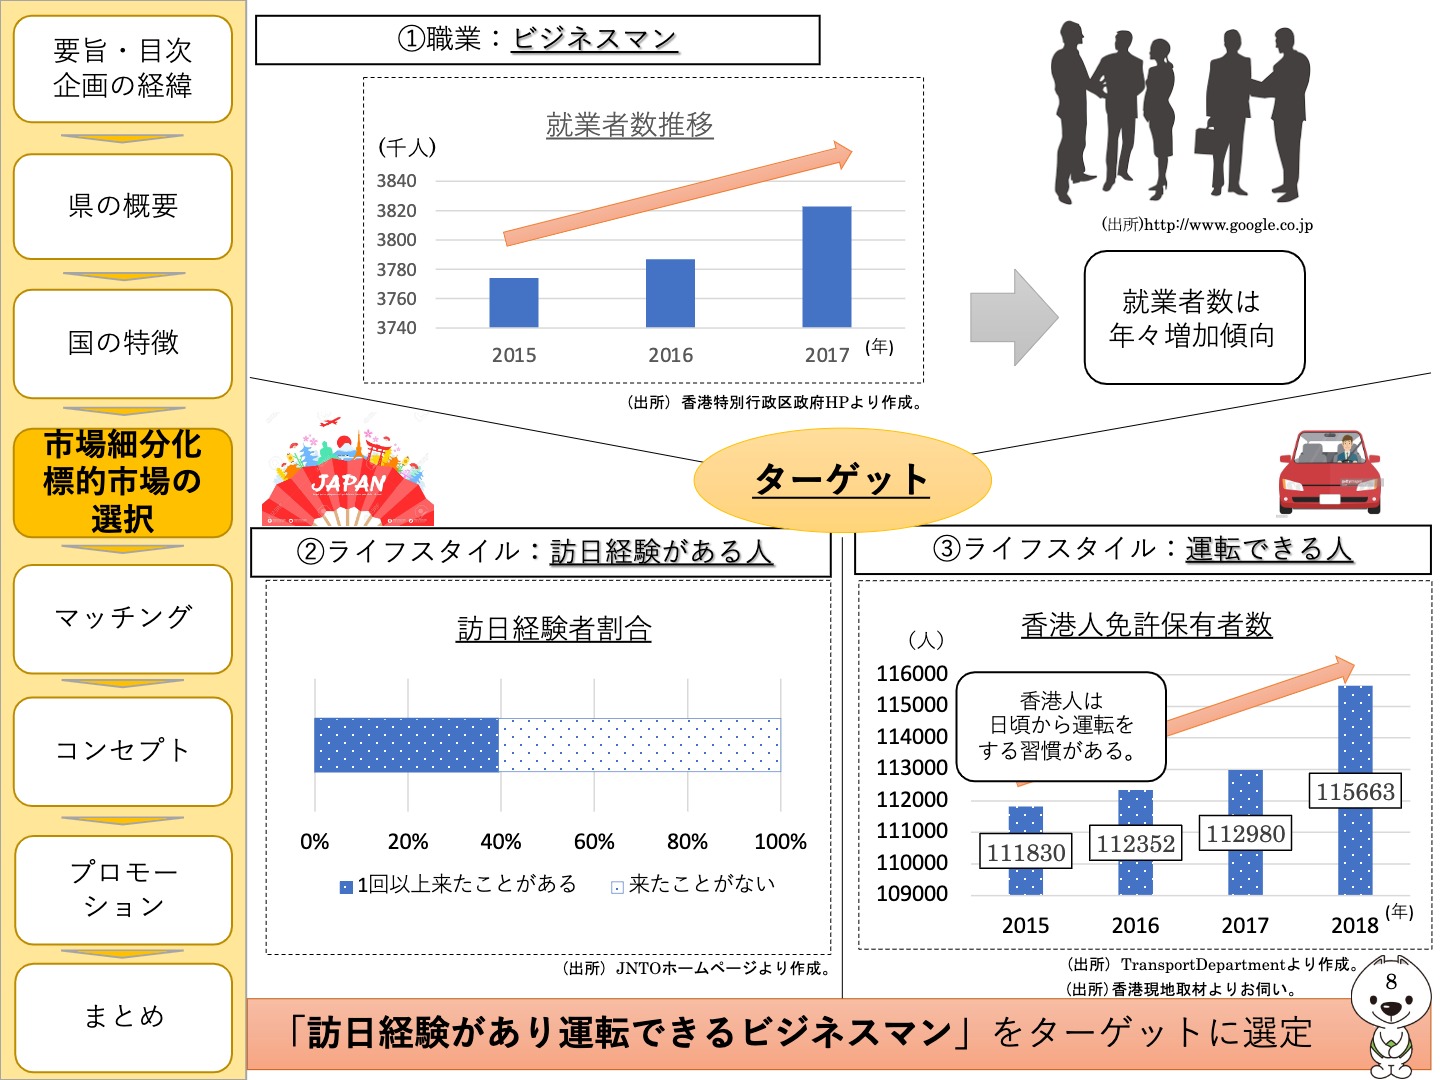 要旨・目次
企画の経緯
県の概要
国の特徴
市場細分化
標的市場の
選択
マッチング
コンセプト
プロモー
ション
まとめ
①職業：ビジネスマン
就業者数推移
(千人)
3840
3820
3800
3780
3760
3740
2015
2016
2017
(年)
（出所）香港特別行政区政府HPより作成。
(出所)http://www.google.co.jp
就業者数は
年々増加傾向
JAPAN
ターゲット
②ライフスタイル：訪日経験がある人
訪日経験者割合
0%
20%
40%
60%
80%
100%
1回以上来たことがある
来たことがない
（出所）JNTOホームページより作成。
③ライフスタイル：運転できる人
香港人免許保有者数
（人）
116000
115000
114000
113000
112000
111000
110000
109000
香港人は
日頃から運転を
する習慣がある。
111830
112352
112980
115663
2015
2016
2017
2018
(年)
（出所）TransportDepartmentより作成。
(出所)香港現地取材よりお伺い。
8
「訪日経験があり運転できるビジネスマン」をターゲットに選定